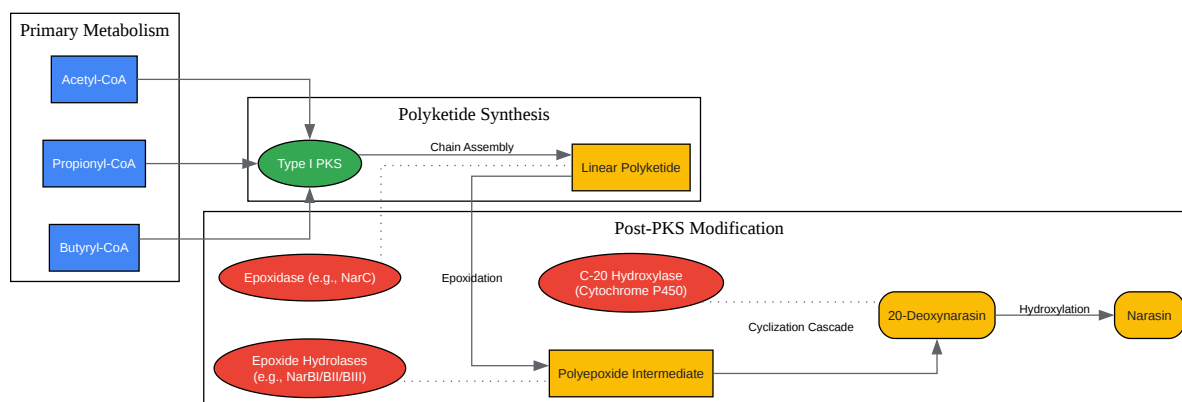 Primary Metabolism
Acetyl-CoA
Propionyl-CoA
Butyryl-CoA
Polyketide Synthesis
Type I PKS
Chain Assembly
Linear Polyketide
Post-PKS Modification
Epoxidase (e.g., NarC)
Epoxidation
C-20 Hydroxylase
(Cytochrome P450)
20-Deoxynarasin
Hydroxylation
Narasin
Cyclization Cascade
Epoxide Hydrolases
(e.g., NarBI/BII/BIII)
Polyepoxide Intermediate